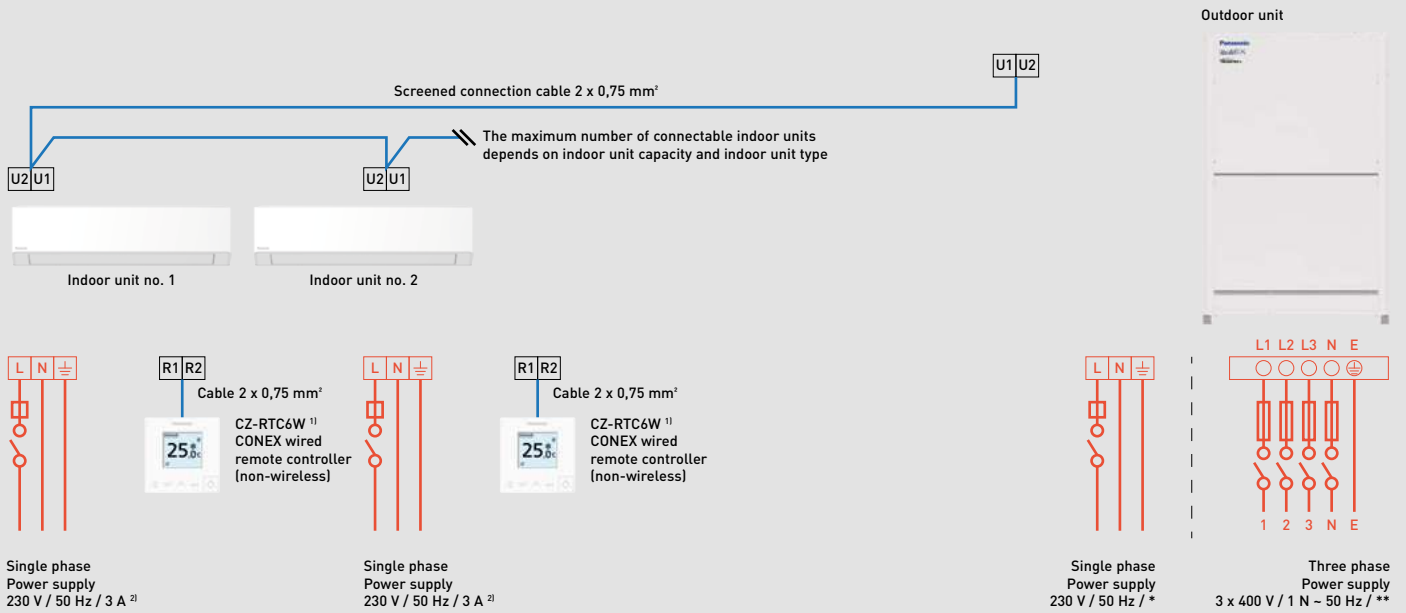 Outdoor unit
Panasonic
U1 U2
Screened connection cable 2 x 0,75 mm²
The maximum number of connectable indoor units
depends on indoor unit capacity and indoor unit type
U2 U1
U2 U1
Indoor unit no. 1
Indoor unit no. 2
L N
R1 R2
Cable 2 x 0,75 mm²
CZ-RTC6W ¹⁾
CONEX wired
remote controller
(non-wireless)
25.0c
L N
R1 R2
Cable 2 x 0,75 mm²
CZ-RTC6W ¹⁾
CONEX wired
remote controller
(non-wireless)
25.0c
L N
L1 L2 L3 N E
1 2 3 N E
Single phase
Power supply
230 V / 50 Hz / 3 A ²⁾
Single phase
Power supply
230 V / 50 Hz / 3 A ²⁾
Single phase
Power supply
230 V / 50 Hz / *
Three phase
Power supply
3 x 400 V / 1 N ~ 50 Hz / **